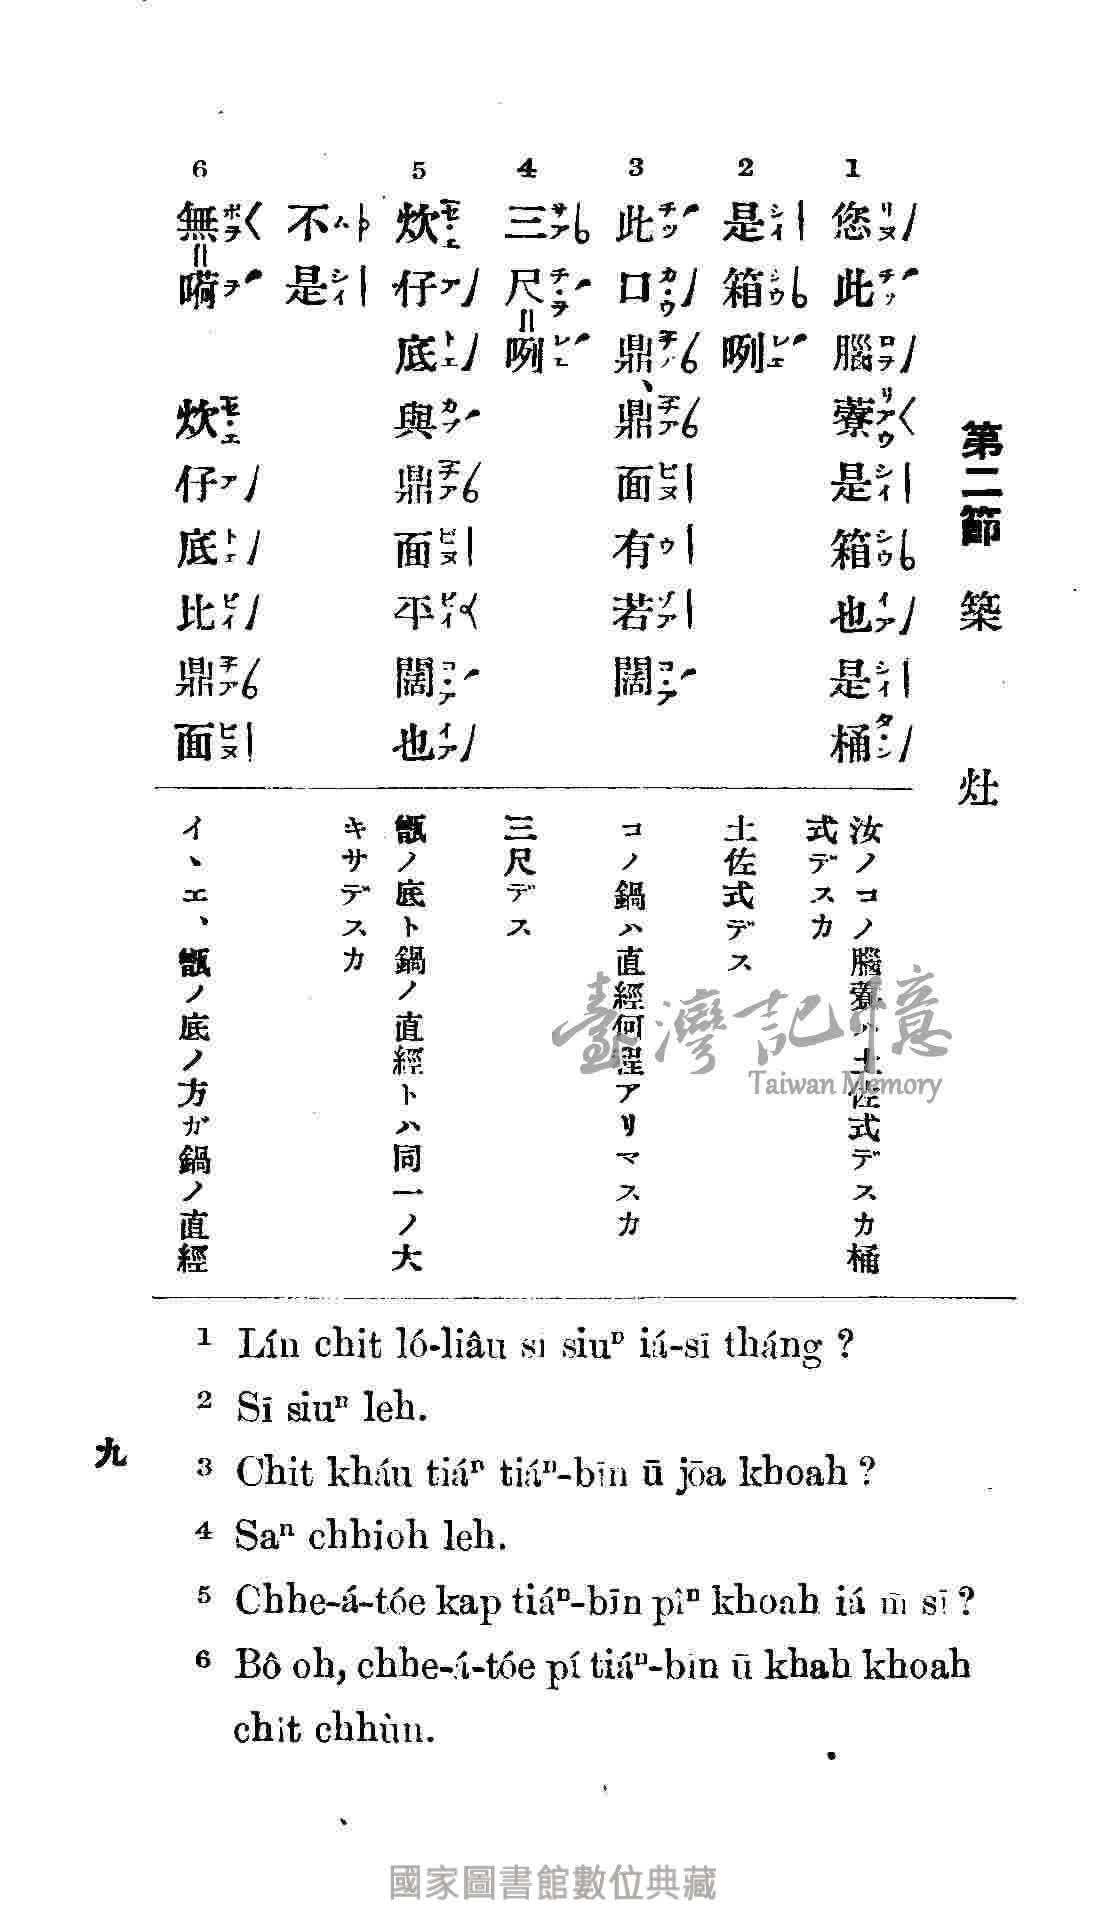 第二節 築灶
1 您此腦藔是箱也是桶
2 是箱咧
3 此口鼎、鼎面有若闊
4 三尺咧
5 炊仔底與鼎面平闊也
不是
6 無嗬 炊仔底比鼎面
汝ノコノ腦藔ハ土佐式デスカ桶
式デスカ
土佐式デス
コノ鍋ハ直經何程アリマスカ
三尺デス
甑ノ底ト鍋ノ直經トハ同一ノ大
キサデスカ
イヽエ、甑ノ底ノ方ガ鍋ノ直經
1 Lín chit ló-liâu sī siuⁿ iá-sī tháng ?
2 Sī siuⁿ leh.
3 Chit kháu tiáⁿ tiáⁿ-bīn ū jōa khoah ?
4 Saⁿ chhioh leh.
5 Chhe-á-tóe kap tiáⁿ-bīn pîⁿ khoah iá m̄ sī ?
6 Bô oh, chhe-á-tóe pí tiáⁿ-bīn ū khah khoah
chit chhùn.
九
臺灣記憶
Taiwan Memory
國家圖書館數位典藏